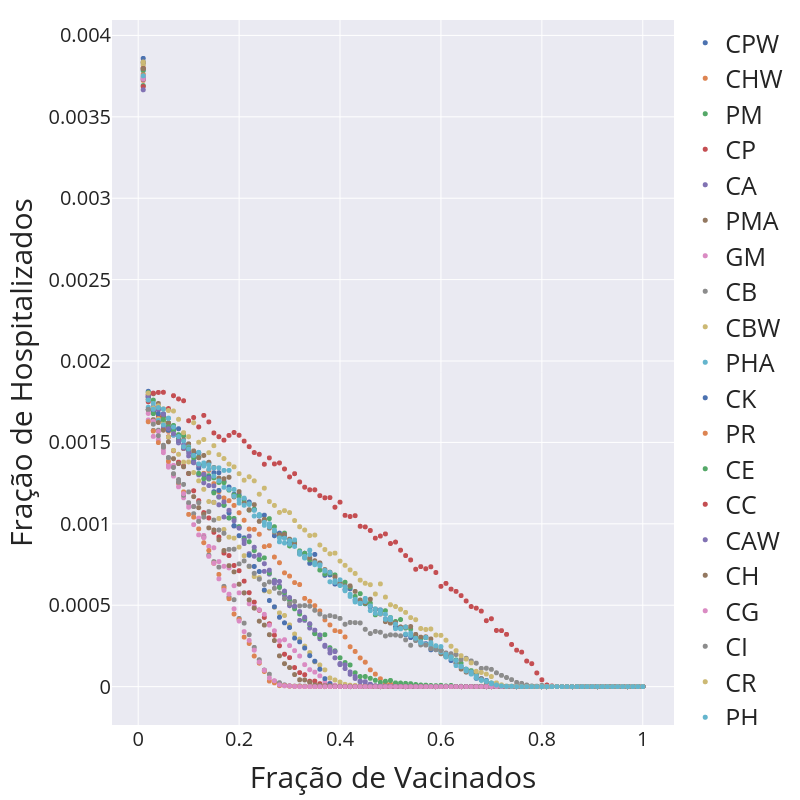 0.004
0.0035
0.003
0.0025
0.002
0.0015
0.001
0.0005
0
Fração de Hospitalizados
0
0.2
0.4
0.6
0.8
1
Fração de Vacinados
CPW
CHW
PM
CP
CA
PMA
GM
CB
CBW
PHA
CK
PR
CE
CC
CAW
CH
CG
CI
CR
PH